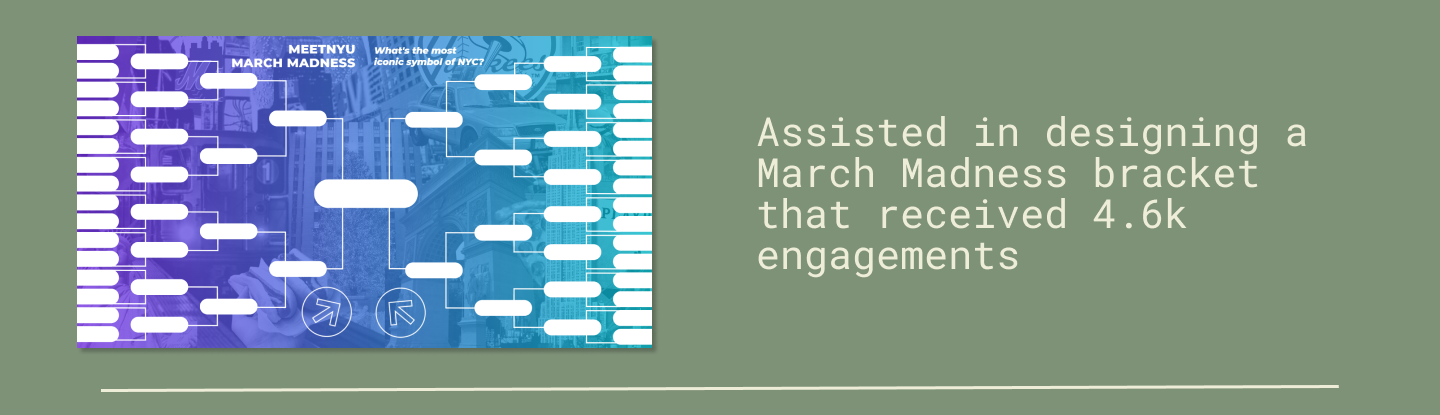 MEETNYU
MARCH MADNESS
What's the most
iconic symbol of NYC?
Assisted in designing a
March Madness bracket
that received 4.6k
engagements